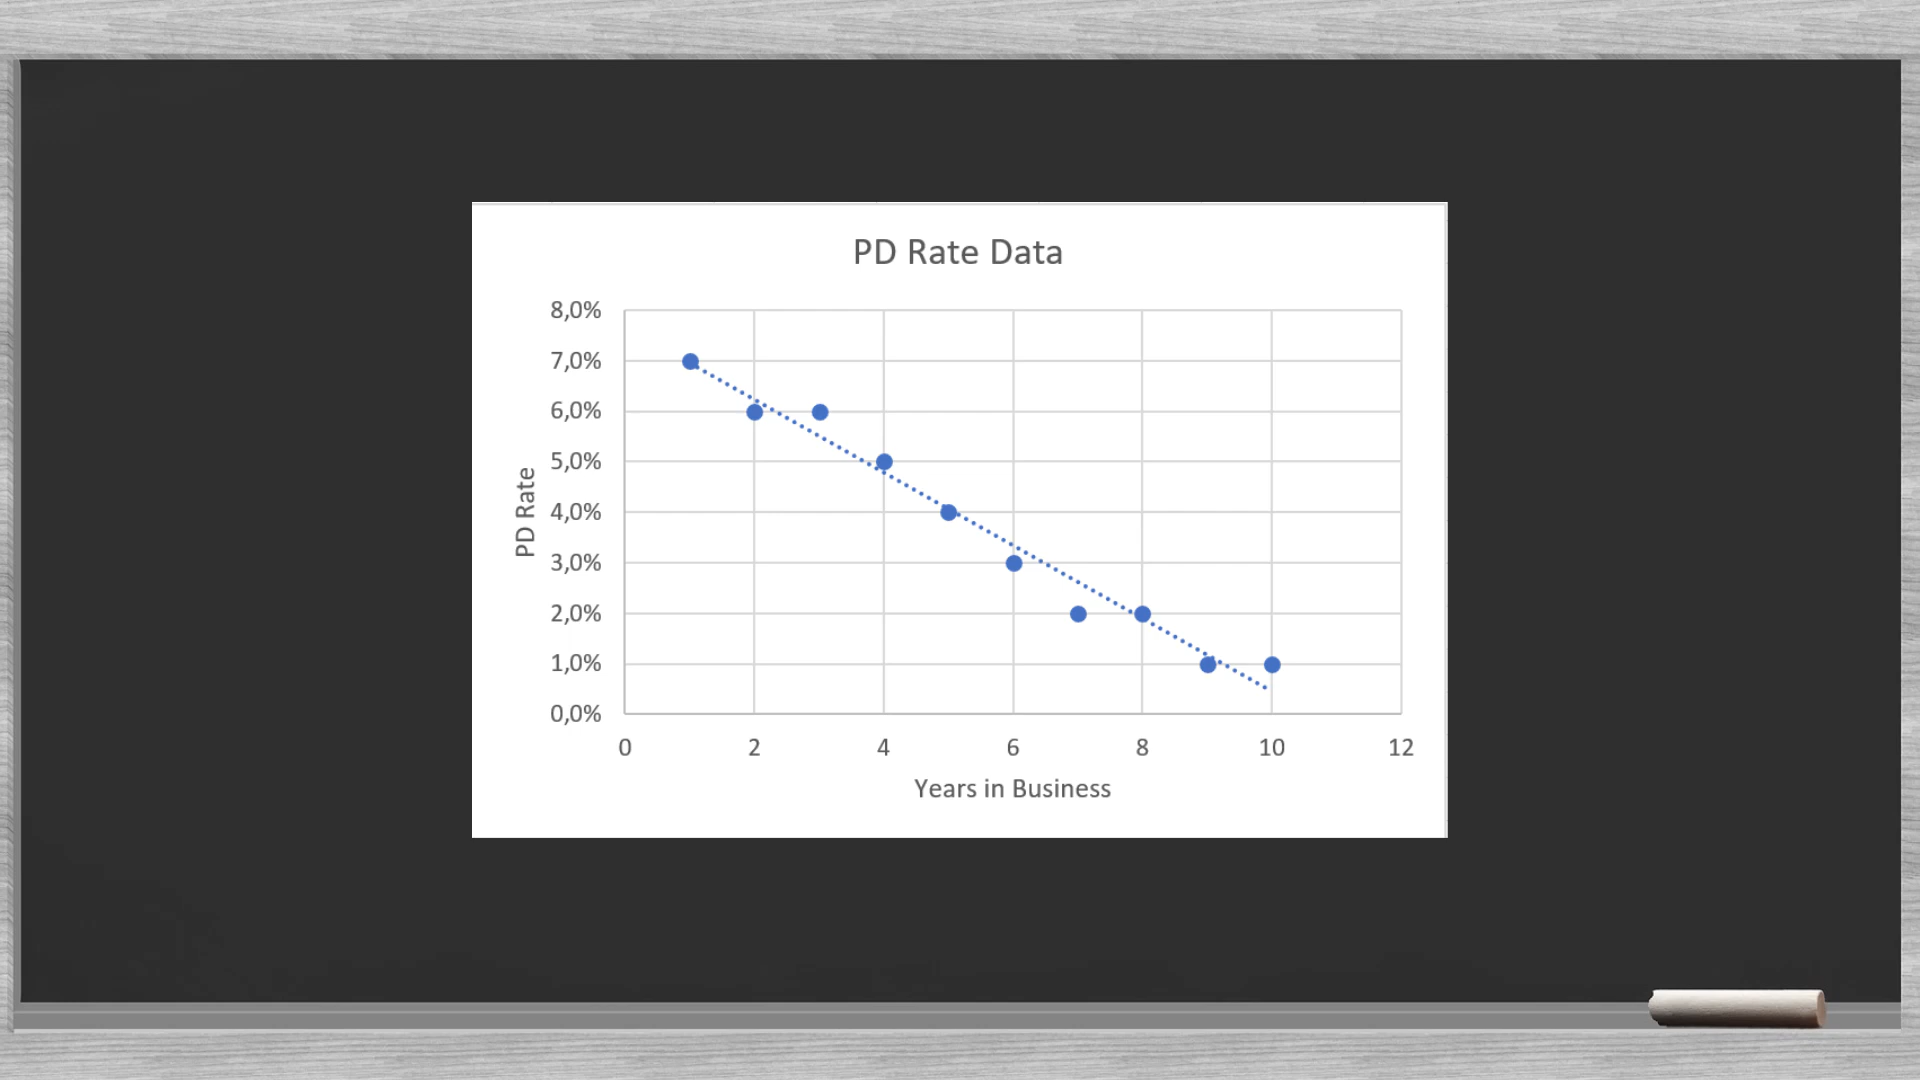 PD Rate Data
8,0%
7,0%
6,0%
5,0%
4,0%
3,0%
2,0%
1,0%
0,0%
PD Rate
0 2 4 6 8 10 12
Years in Business